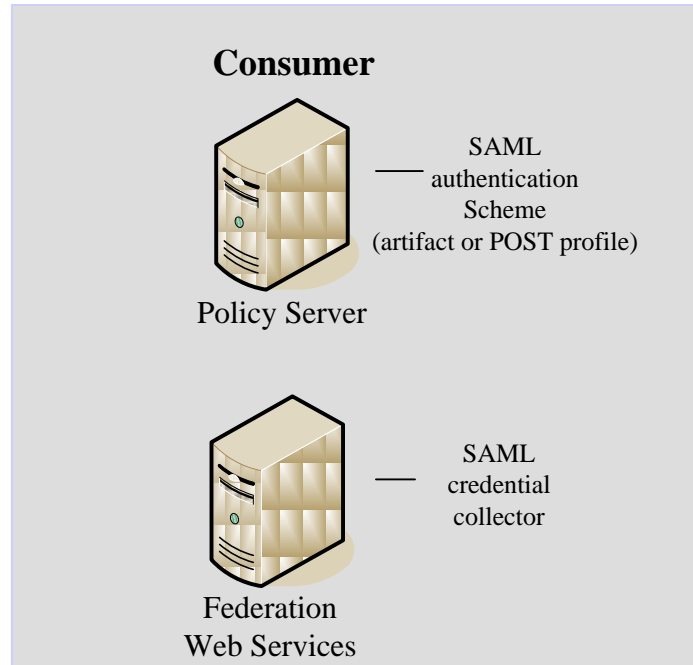 Consumer
SAML
authentication
Scheme
(artifact or POST profile)
Policy Server
SAML
credential
collector
Federation
Web Services